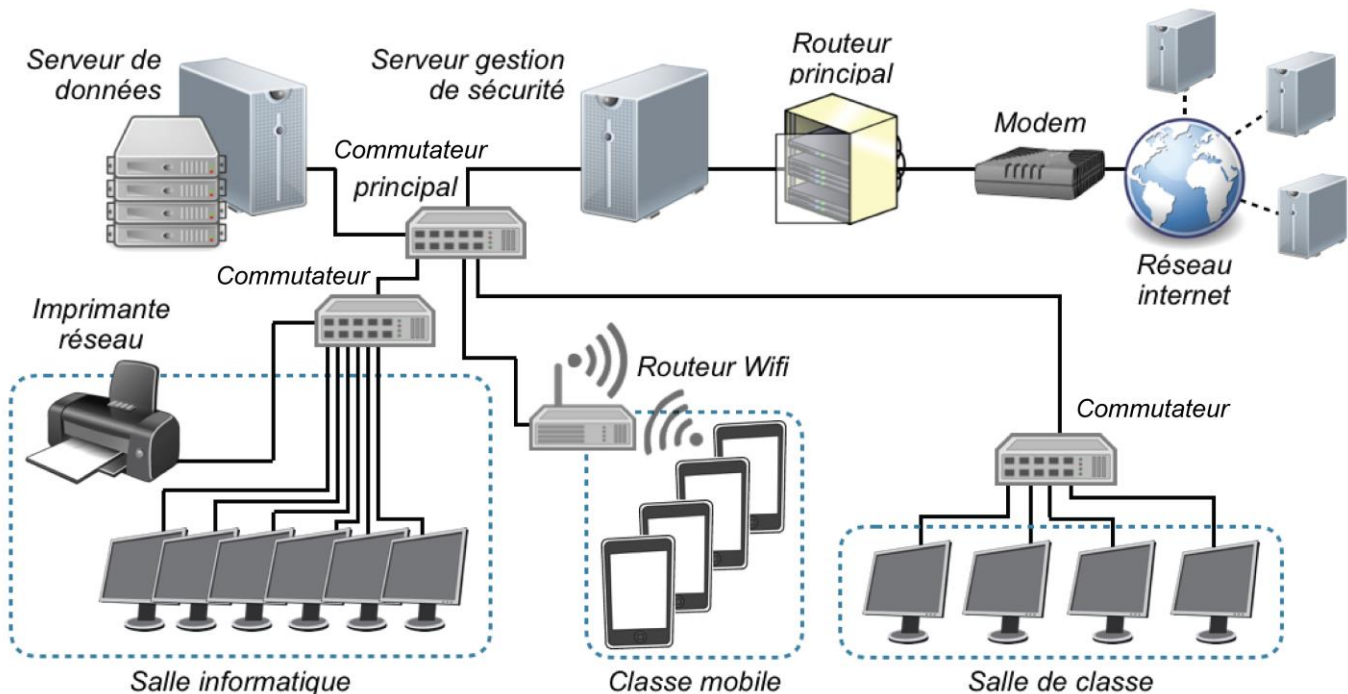 Serveur de
données
Serveur gestion
de sécurité
Routeur
principal
Modem
Commutateur
principal
Réseau
internet
Commutateur
Imprimante
réseau
Routeur Wifi
Commutateur
Salle informatique
Classe mobile
Salle de classe